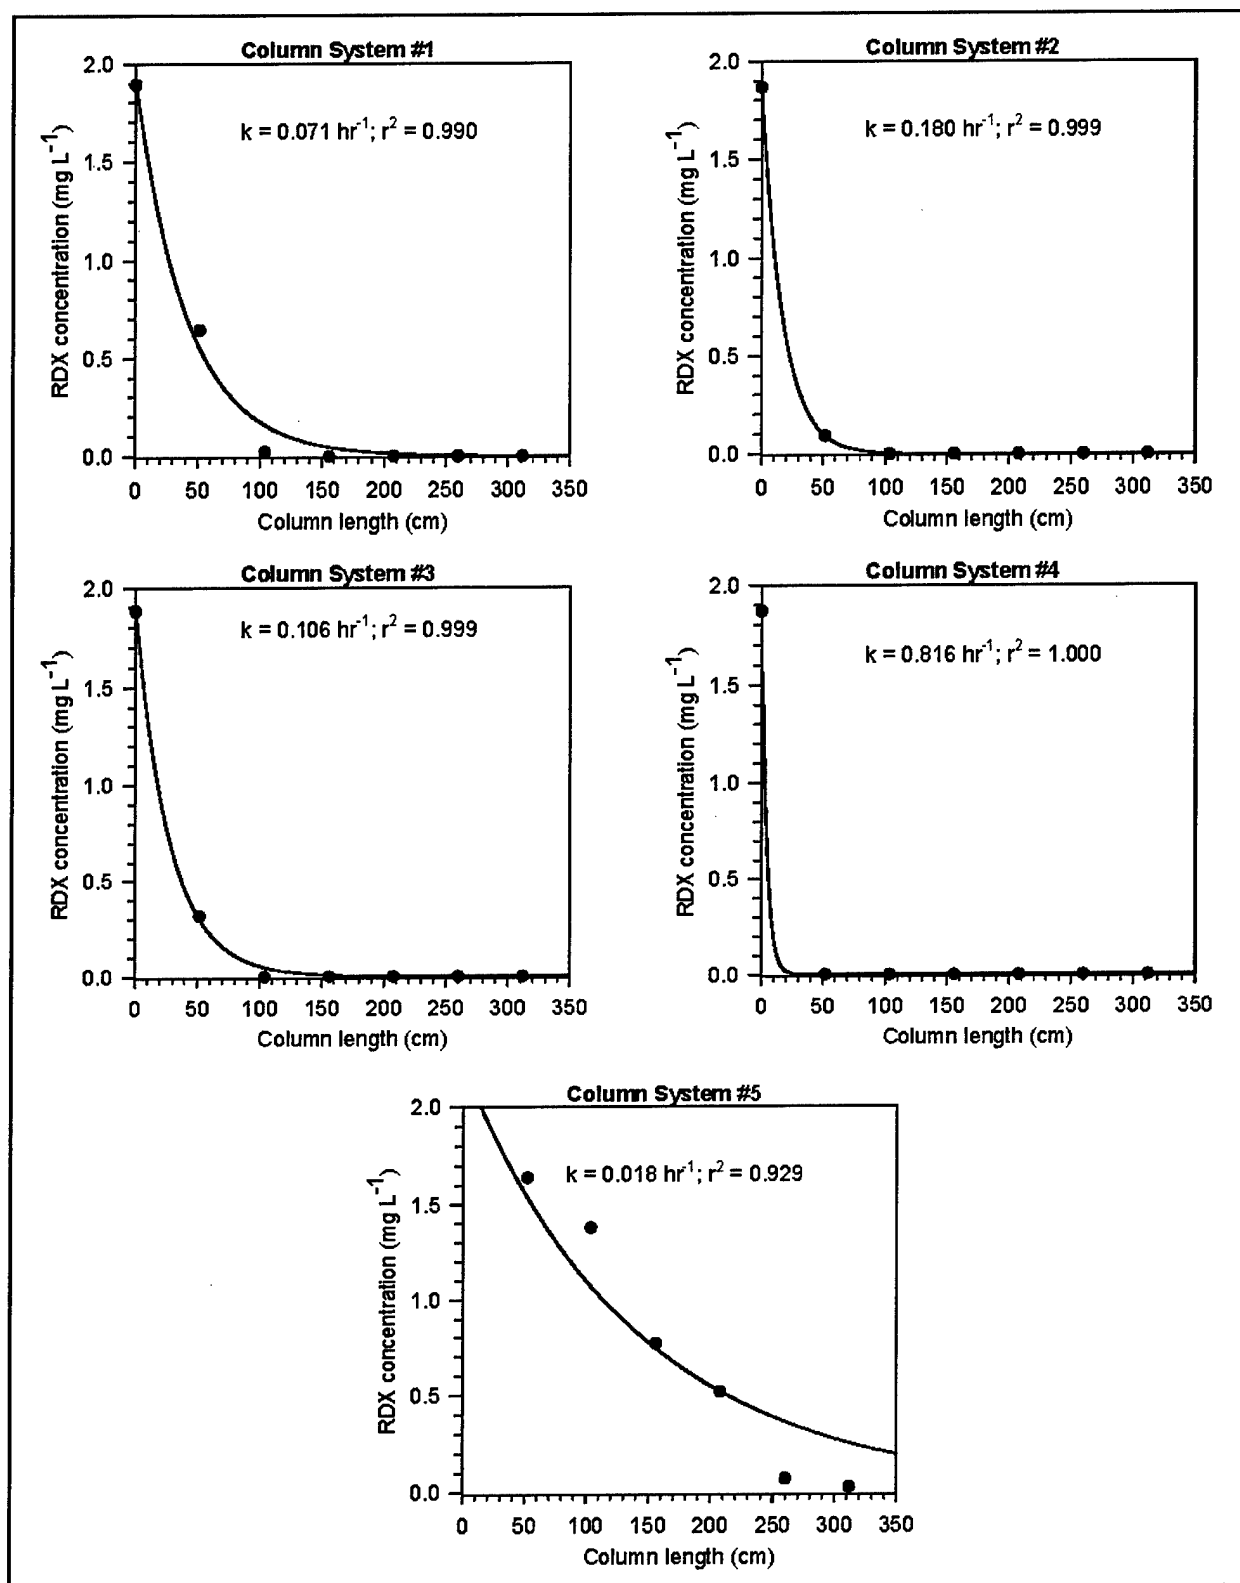 Column System #1
k = 0.071 hr⁻¹; r² = 0.990
RDX concentration (mg L⁻¹)
2.0
1.5
1.0
0.5
0.0
0 50 100 150 200 250 300 350
Column length (cm)
Column System #2
k = 0.180 hr⁻¹; r² = 0.999
RDX concentration (mg L⁻¹)
2.0
1.5
1.0
0.5
0.0
0 50 100 150 200 250 300 350
Column length (cm)
Column System #3
k = 0.106 hr⁻¹; r² = 0.999
RDX concentration (mg L⁻¹)
2.0
1.5
1.0
0.5
0.0
0 50 100 150 200 250 300 350
Column length (cm)
Column System #4
k = 0.816 hr⁻¹; r² = 1.000
RDX concentration (mg L⁻¹)
2.0
1.5
1.0
0.5
0.0
0 50 100 150 200 250 300 350
Column length (cm)
Column System #5
k = 0.018 hr⁻¹; r² = 0.929
RDX concentration (mg L⁻¹)
2.0
1.5
1.0
0.5
0.0
0 50 100 150 200 250 300 350
Column length (cm)